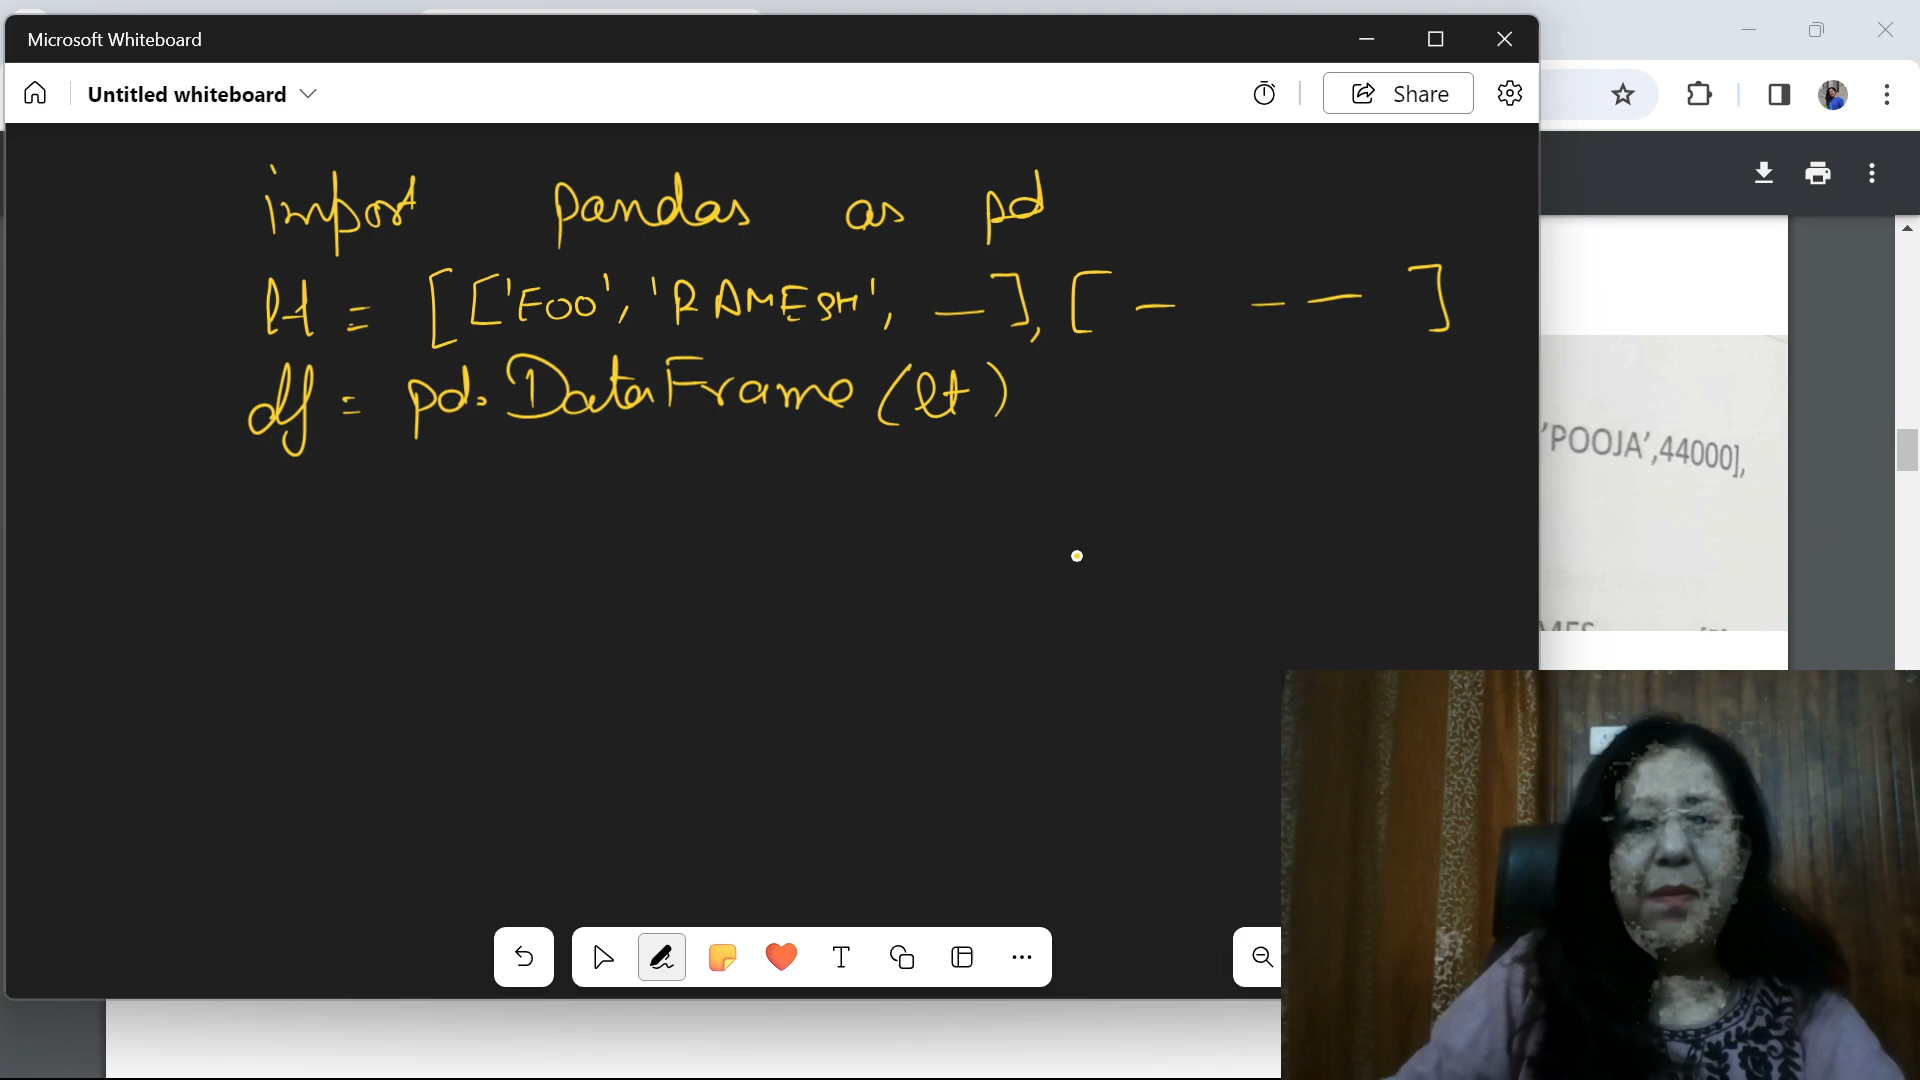 Microsoft Whiteboard
Untitled whiteboard
Share
import pandas as pd
lt = [['FOO', 'RAMESH', —], [— — —]
df = pd.DataFrame(lt)
'POOJA',44000],